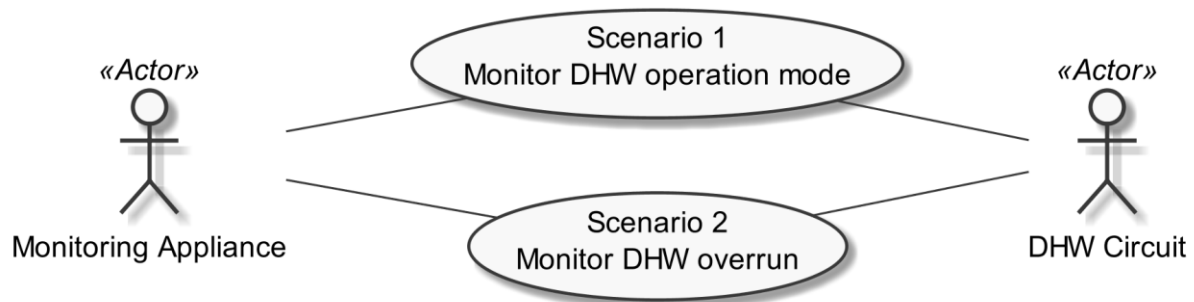 Scenario 1
Monitor DHW operation mode
«Actor»
«Actor»
Scenario 2
Monitor DHW overrun
Monitoring Appliance
DHW Circuit